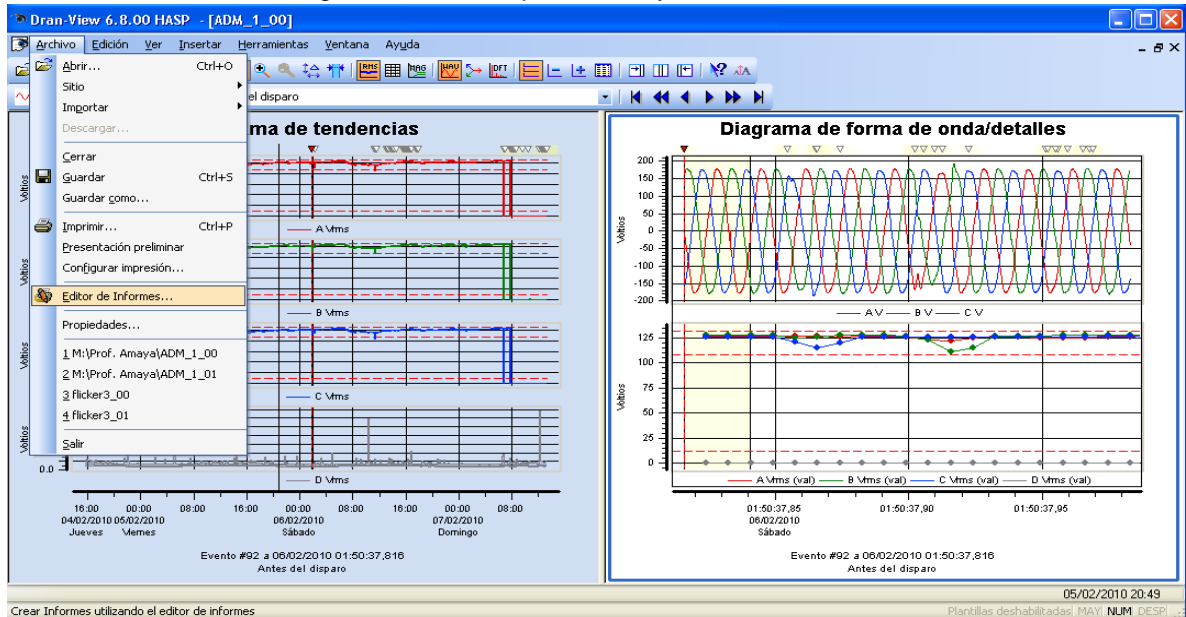 Dran-View 6.8.00 HASP - [ADM_1_00]
Archivo Edición Ver Insertar Herramientas Ventana Ayuda
RMS MAG WAV DFT
el disparo
Abrir... Ctrl+O
Sitio
Importar
Descargar...
Cerrar
Guardar Ctrl+S
Guardar como...
Imprimir... Ctrl+P
Presentación preliminar
Configurar impresión...
Editor de Informes...
Propiedades...
1 M:\Prof. Amaya\ADM_1_00
2 M:\Prof. Amaya\ADM_1_01
3 flicker3_00
4 flicker3_01
Salir
ma de tendencias
Voltios
A Vrms
Voltios
B Vrms
Voltios
C Vrms
Voltios
0.0
D Vrms
16:00 00:00 08:00 16:00 00:00 08:00 16:00 00:00 08:00
04/02/2010 05/02/2010 06/02/2010 07/02/2010
Jueves Viernes Sábado Domingo
Evento #92 a 06/02/2010 01:50:37,816
Antes del disparo
Diagrama de forma de onda/detalles
Voltios
200
150
100
50
0
-50
-100
-150
-200
A V B V C V
Voltios
125
100
75
50
25
0
A Vrms (val) B Vrms (val) C Vrms (val) D Vrms (val)
01:50:37,85 01:50:37,90 01:50:37,95
06/02/2010
Sábado
Evento #92 a 06/02/2010 01:50:37,816
Antes del disparo
05/02/2010 20:49
Crear Informes utilizando el editor de informes Plantillas deshabilitadas MAY NUM DESP